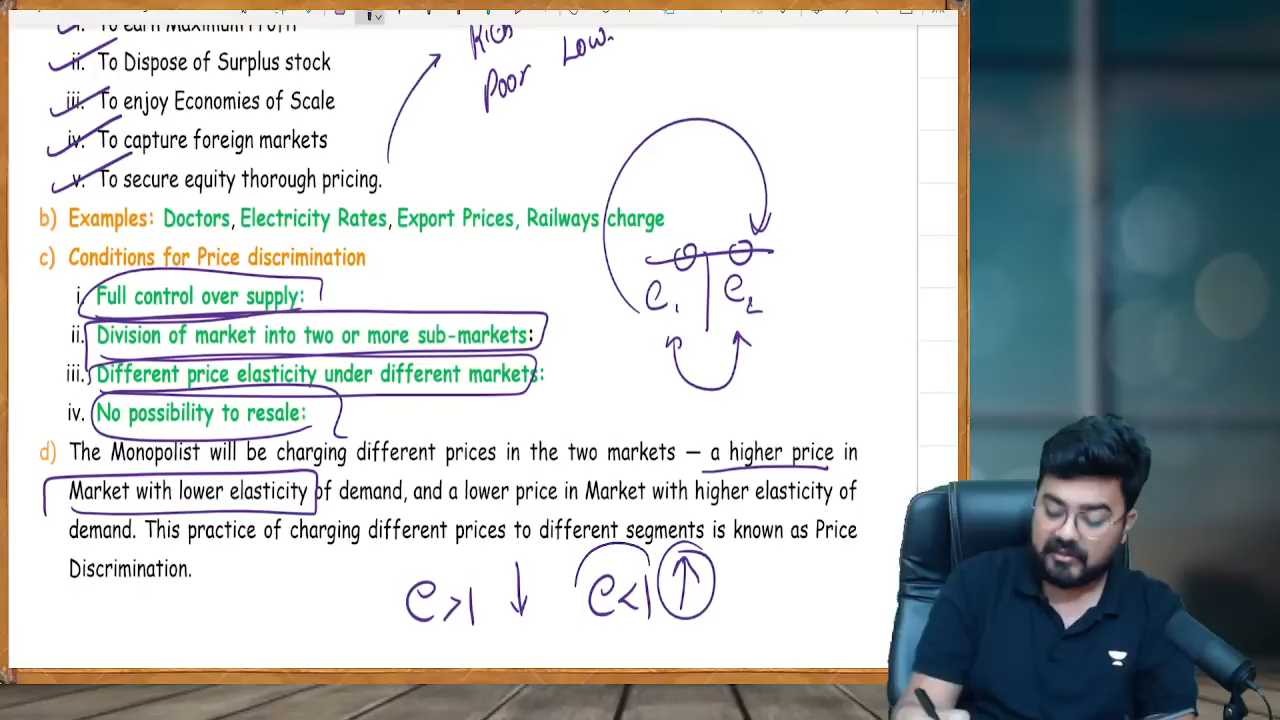 i. To earn Maximum Profit
Rich
ii. To Dispose of Surplus stock
Low.
Poor
iii. To enjoy Economies of Scale
iv. To capture foreign markets
v. To secure equity thorough pricing.
b) Examples: Doctors, Electricity Rates, Export Prices, Railways charge
c) Conditions for Price discrimination
i. Full control over supply:
e₁ e₂
ii. Division of market into two or more sub-markets:
iii. Different price elasticity under different markets:
iv. No possibility to resale:
d) The Monopolist will be charging different prices in the two markets – a higher price in
Market with lower elasticity of demand, and a lower price in Market with higher elasticity of
demand. This practice of charging different prices to different segments is known as Price
Discrimination.
e>1 ↓ e<1 ↑